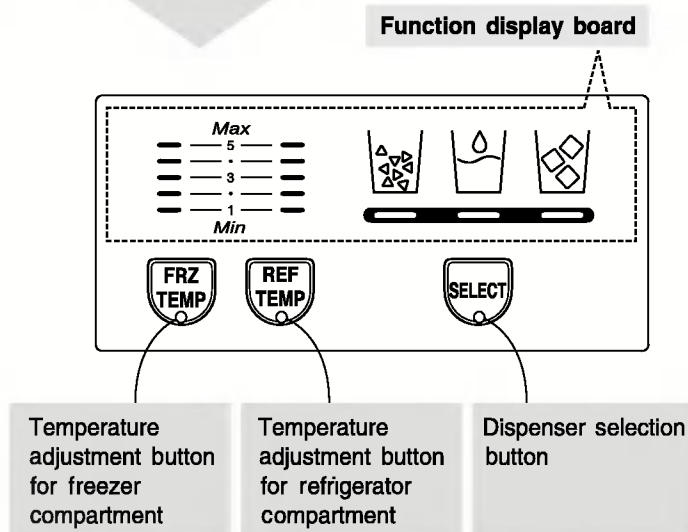 Function display board
Max
5
3
1
Min
FRZ
TEMP
REF
TEMP
SELECT
Temperature
adjustment button
for freezer
compartment
Temperature
adjustment button
for refrigerator
compartment
Dispenser selection
button